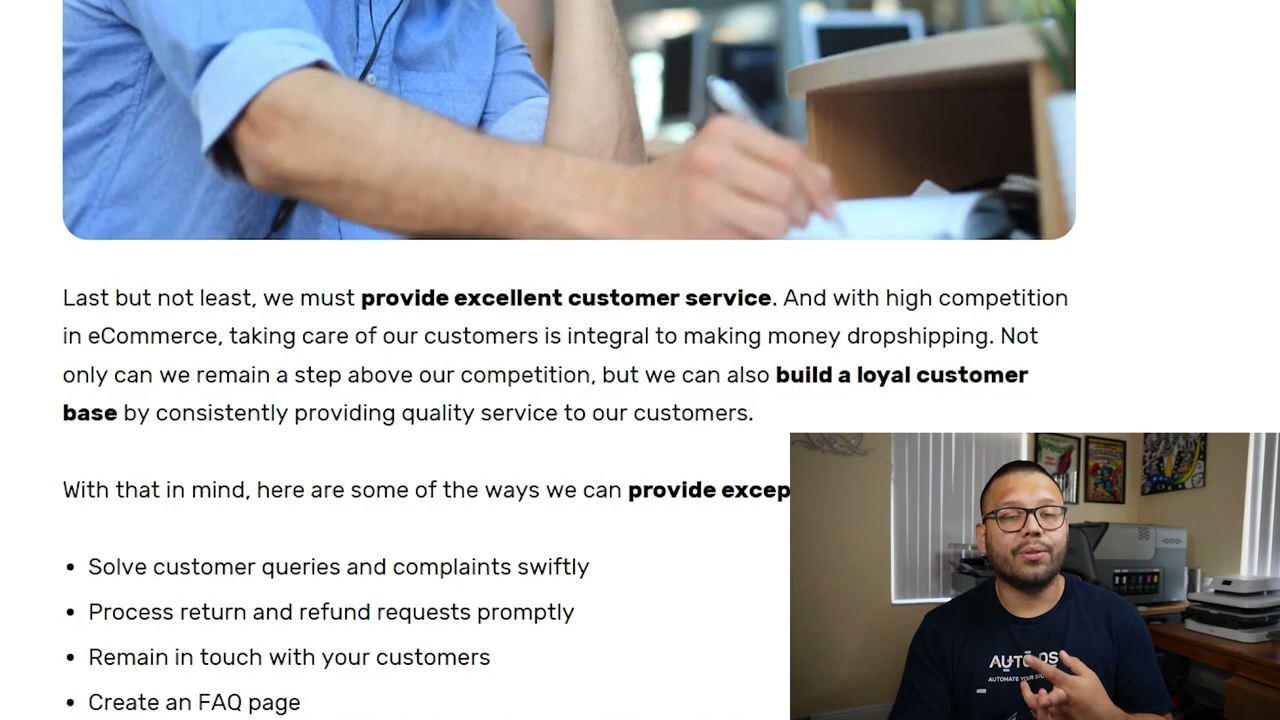 Last but not least, we must provide excellent customer service. And with high competition
in eCommerce, taking care of our customers is integral to making money dropshipping. Not
only can we remain a step above our competition, but we can also build a loyal customer
base by consistently providing quality service to our customers.
With that in mind, here are some of the ways we can provide excep
• Solve customer queries and complaints swiftly
• Process return and refund requests promptly
• Remain in touch with your customers
• Create an FAQ page
AUTO DS
AUTOMATE YOUR